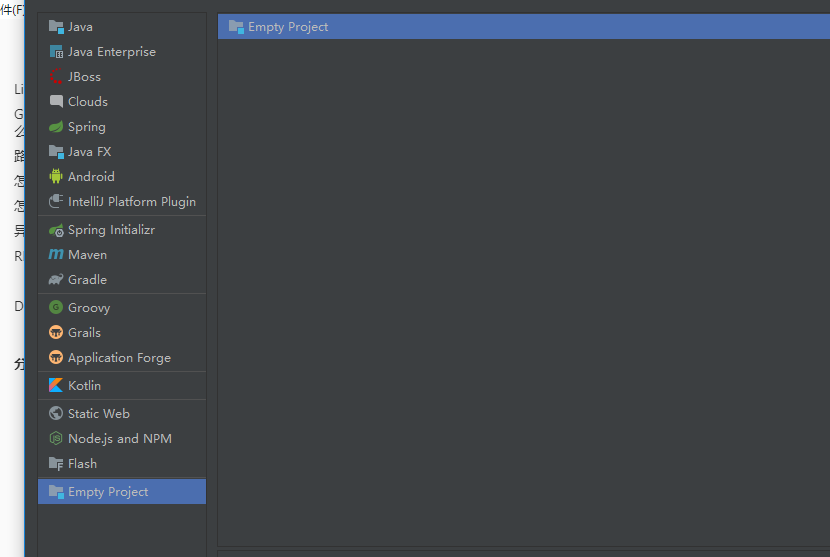 件(F)
Java
Java Enterprise
JBoss
Clouds
Spring
Java FX
Android
IntelliJ Platform Plugin
Spring Initializr
Maven
Gradle
Groovy
Grails
Application Forge
Kotlin
Static Web
Node.js and NPM
Flash
Empty Project
Empty Project
Li
G
么
路
怎
怎
异
D
分